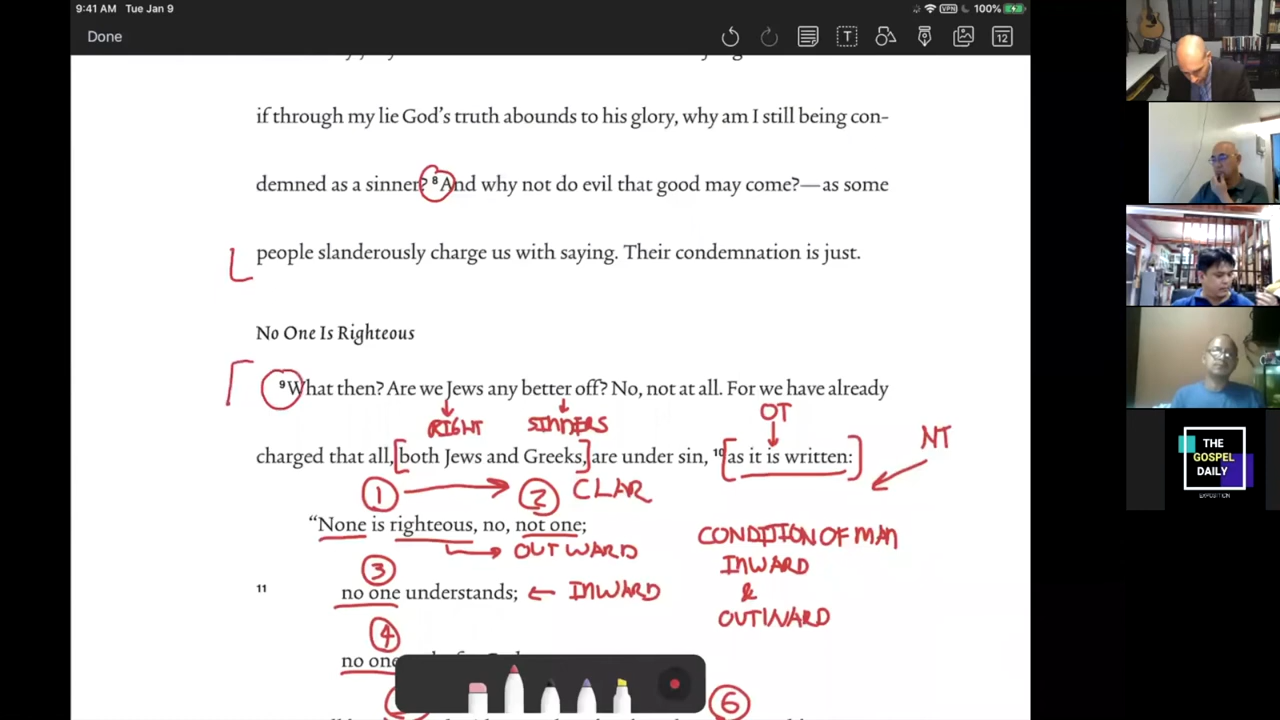 9:41 AM Tue Jan 9
VPN 100%
Done
T
12
if through my lie God's truth abounds to his glory, why am I still being con-
demned as a sinner? 8 And why not do evil that good may come?—as some
people slanderously charge us with saying. Their condemnation is just.
No One Is Righteous
9 What then? Are we Jews any better off? No, not at all. For we have already
RIGHT SINNERS OT NT
charged that all, [both Jews and Greeks,] are under sin, 10 [as it is written:]
1 2 CLAR
"None is righteous, no, not one;
OUTWARD
CONDITION OF MAN
INWARD
&
OUTWARD
3
11 no one understands; ← INWARD
4
no one
6
THE
GOSPEL
DAILY
EXPOSITION